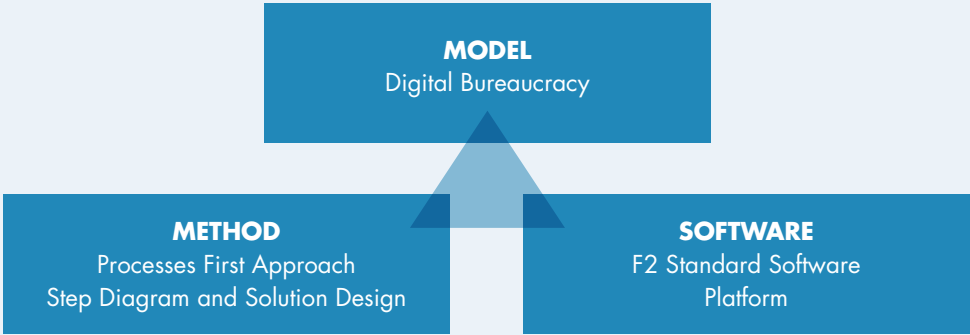 MODEL
Digital Bureaucracy
METHOD
Processes First Approach
Step Diagram and Solution Design
SOFTWARE
F2 Standard Software
Platform